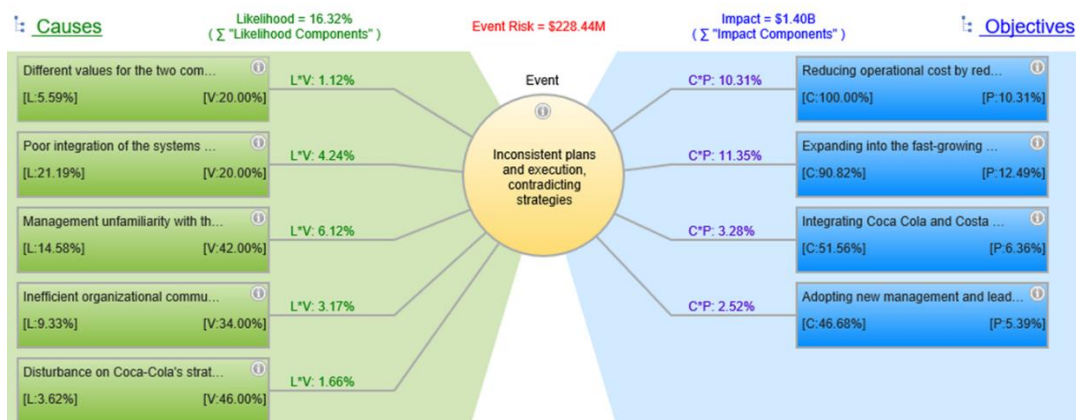 Causes
Likelihood = 16.32%
( ∑ "Likelihood Components" )
Event Risk = $228.44M
Impact = $1.40B
( ∑ "Impact Components" )
Objectives
Different values for the two com...
[L:5.59%] [V:20.00%]
L*V: 1.12%
Poor integration of the systems ...
[L:21.19%] [V:20.00%]
L*V: 4.24%
Management unfamiliarity with th...
[L:14.58%] [V:42.00%]
L*V: 6.12%
Inefficient organizational commu...
[L:9.33%] [V:34.00%]
L*V: 3.17%
Disturbance on Coca-Cola's strat...
[L:3.62%] [V:46.00%]
L*V: 1.66%
Event
Inconsistent plans
and execution,
contradicting
strategies
C*P: 10.31%
Reducing operational cost by red...
[C:100.00%] [P:10.31%]
C*P: 11.35%
Expanding into the fast-growing ...
[C:90.82%] [P:12.49%]
C*P: 3.28%
Integrating Coca Cola and Costa ...
[C:51.56%] [P:6.36%]
C*P: 2.52%
Adopting new management and lead...
[C:46.68%] [P:5.39%]